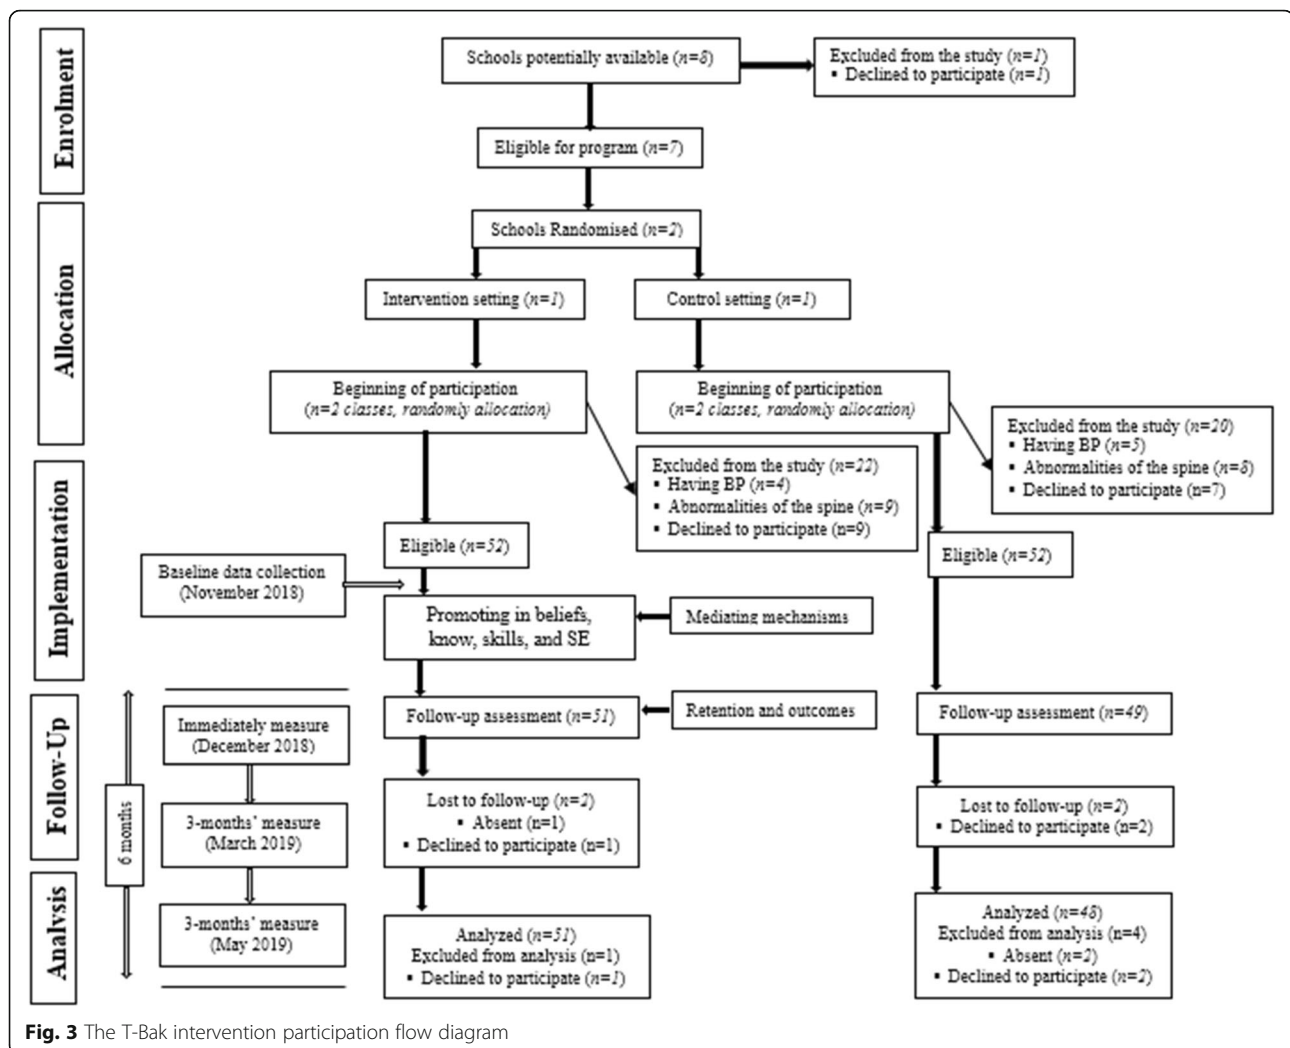 Enrolment
Schools potentially available (n=8)
Excluded from the study (n=1)
▪ Declined to participate (n=1)
Eligible for program (n=7)
Allocation
Schools Randomised (n=2)
Intervention setting (n=1)
Control setting (n=1)
Beginning of participation
(n=2 classes, randomly allocation)
Beginning of participation
(n=2 classes, randomly allocation)
Excluded from the study (n=22)
▪ Having BP (n=4)
▪ Abnormalities of the spine (n=9)
▪ Declined to participate (n=9)
Excluded from the study (n=20)
▪ Having BP (n=5)
▪ Abnormalities of the spine (n=8)
▪ Declined to participate (n=7)
Implementation
Eligible (n=52)
Eligible (n=52)
Baseline data collection
(November 2018)
Promoting in beliefs,
know, skills, and SE
Mediating mechanisms
Follow-Up
6 months
Immediately measure
(December 2018)
Follow-up assessment (n=51)
Retention and outcomes
Follow-up assessment (n=49)
3-months' measure
(March 2019)
Lost to follow-up (n=2)
▪ Absent (n=1)
▪ Declined to participate (n=1)
Lost to follow-up (n=2)
▪ Declined to participate (n=2)
Analysis
3-months' measure
(May 2019)
Analyzed (n=51)
Excluded from analysis (n=1)
▪ Declined to participate (n=1)
Analyzed (n=48)
Excluded from analysis (n=4)
▪ Absent (n=2)
▪ Declined to participate (n=2)
Fig. 3 The T-Bak intervention participation flow diagram